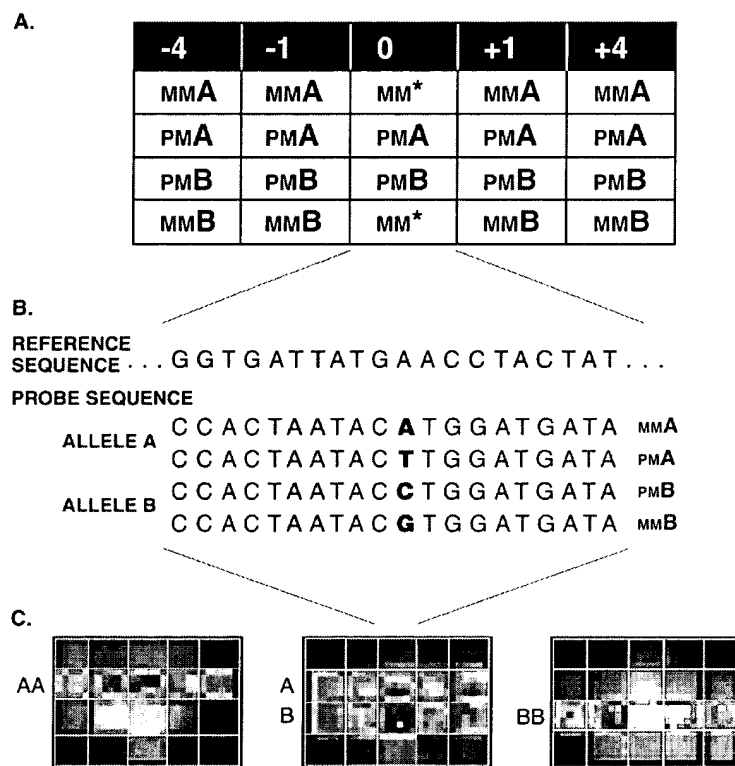 A.
-4 -1 0 +1 +4
MMA MMA MM* MMA MMA
PMA PMA PMA PMA PMA
PMB PMB PMB PMB PMB
MMB MMB MM* MMB MMB
B.
REFERENCE
SEQUENCE . . . G G T G A T T A T G A A C C T A C T A T . . .
PROBE SEQUENCE
ALLELE A
C C A C T A A T A C A T G G A T G A T A MMA
C C A C T A A T A C T T G G A T G A T A PMA
ALLELE B
C C A C T A A T A C C T G G A T G A T A PMB
C C A C T A A T A C G T G G A T G A T A MMB
C.
AA
A
B
BB